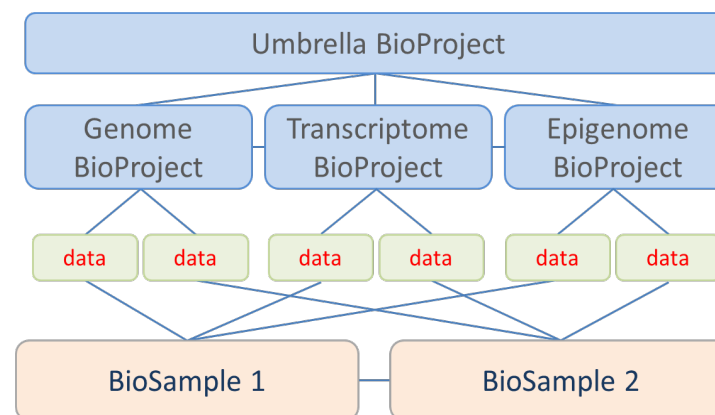 Umbrella BioProject
Genome
BioProject
Transcriptome
BioProject
Epigenome
BioProject
data
data
data
data
data
data
BioSample 1
BioSample 2